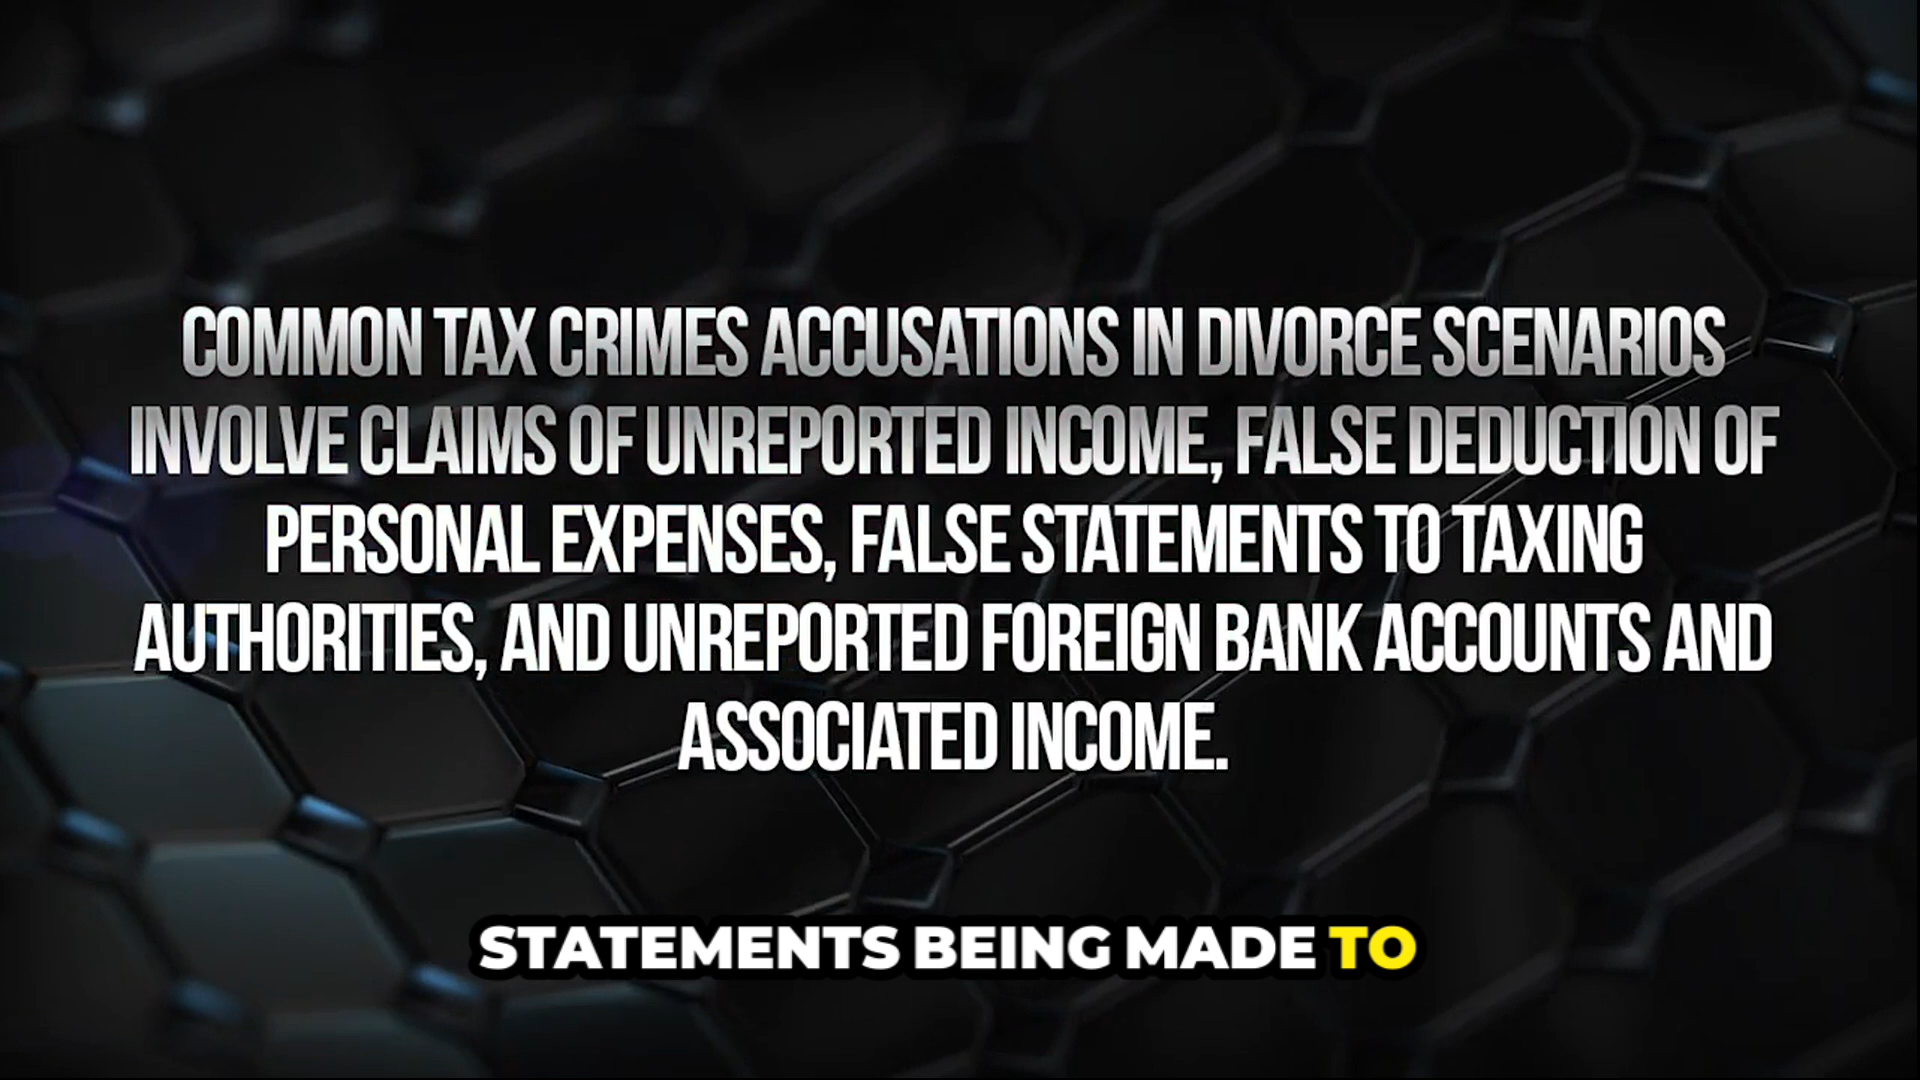 COMMON TAX CRIMES ACCUSATIONS IN DIVORCE SCENARIOS
INVOLVE CLAIMS OF UNREPORTED INCOME, FALSE DEDUCTION OF
PERSONAL EXPENSES, FALSE STATEMENTS TO TAXING
AUTHORITIES, AND UNREPORTED FOREIGN BANK ACCOUNTS AND
ASSOCIATED INCOME.
STATEMENTS BEING MADE TO